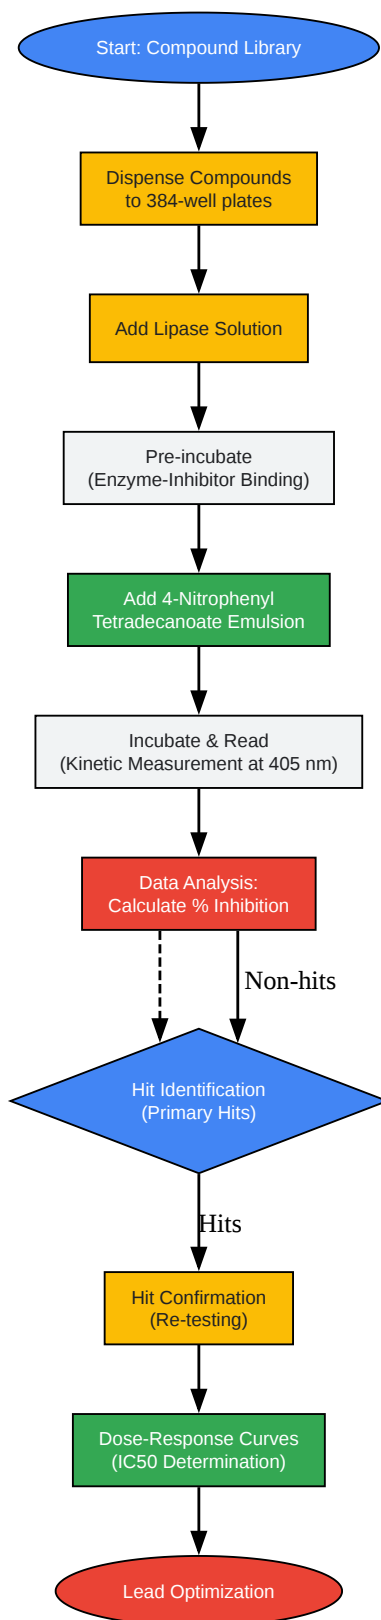 Start: Compound Library
Dispense Compounds
to 384-well plates
Add Lipase Solution
Pre-incubate
(Enzyme-Inhibitor Binding)
Add 4-Nitrophenyl
Tetradecanoate Emulsion
Incubate & Read
(Kinetic Measurement at 405 nm)
Data Analysis:
Calculate % Inhibition
Non-hits
Hit Identification
(Primary Hits)
Hits
Hit Confirmation
(Re-testing)
Dose-Response Curves
(IC50 Determination)
Lead Optimization